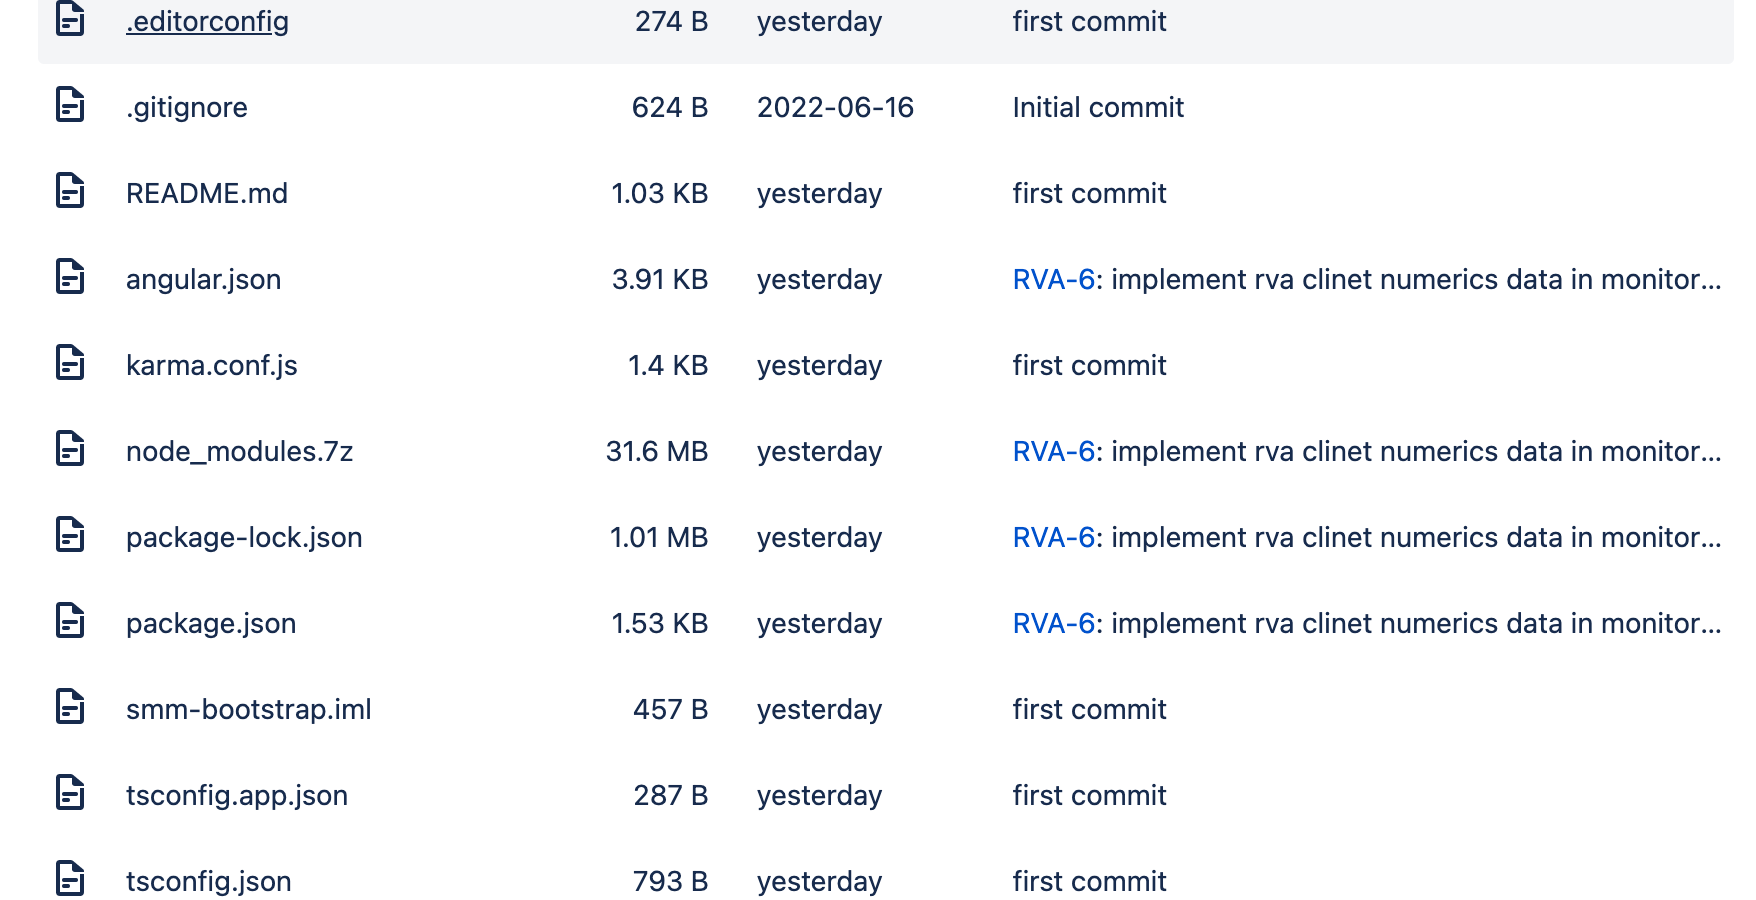 .editorconfig 274 B yesterday first commit
.gitignore 624 B 2022-06-16 Initial commit
README.md 1.03 KB yesterday first commit
angular.json 3.91 KB yesterday RVA-6: implement rva clinet numerics data in monitor...
karma.conf.js 1.4 KB yesterday first commit
node_modules.7z 31.6 MB yesterday RVA-6: implement rva clinet numerics data in monitor...
package-lock.json 1.01 MB yesterday RVA-6: implement rva clinet numerics data in monitor...
package.json 1.53 KB yesterday RVA-6: implement rva clinet numerics data in monitor...
smm-bootstrap.iml 457 B yesterday first commit
tsconfig.app.json 287 B yesterday first commit
tsconfig.json 793 B yesterday first commit